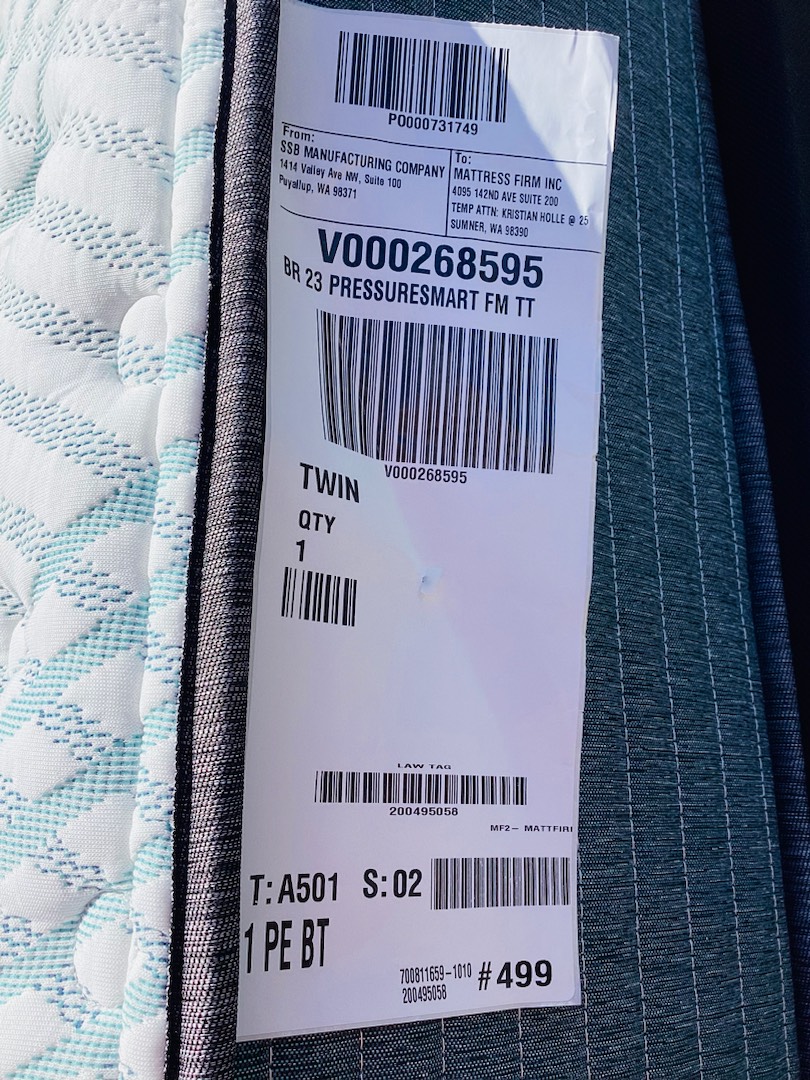 P0000731749
From:
SSB MANUFACTURING COMPANY
1414 Valley Ave NW, Suite 100
Puyallup, WA 98371
To:
MATTRESS FIRM INC
4095 142ND AVE SUITE 200
TEMP ATTN: KRISTIAN HOLLE @ 25
SUMNER, WA 98390
V000268595
BR 23 PRESSURESMART FM TT
V000268595
TWIN
QTY
1
LAW TAG
200495058
MF2- MATTFIRI
T: A501 S: 02
1 PE BT
700811659-1010
200495058
#499